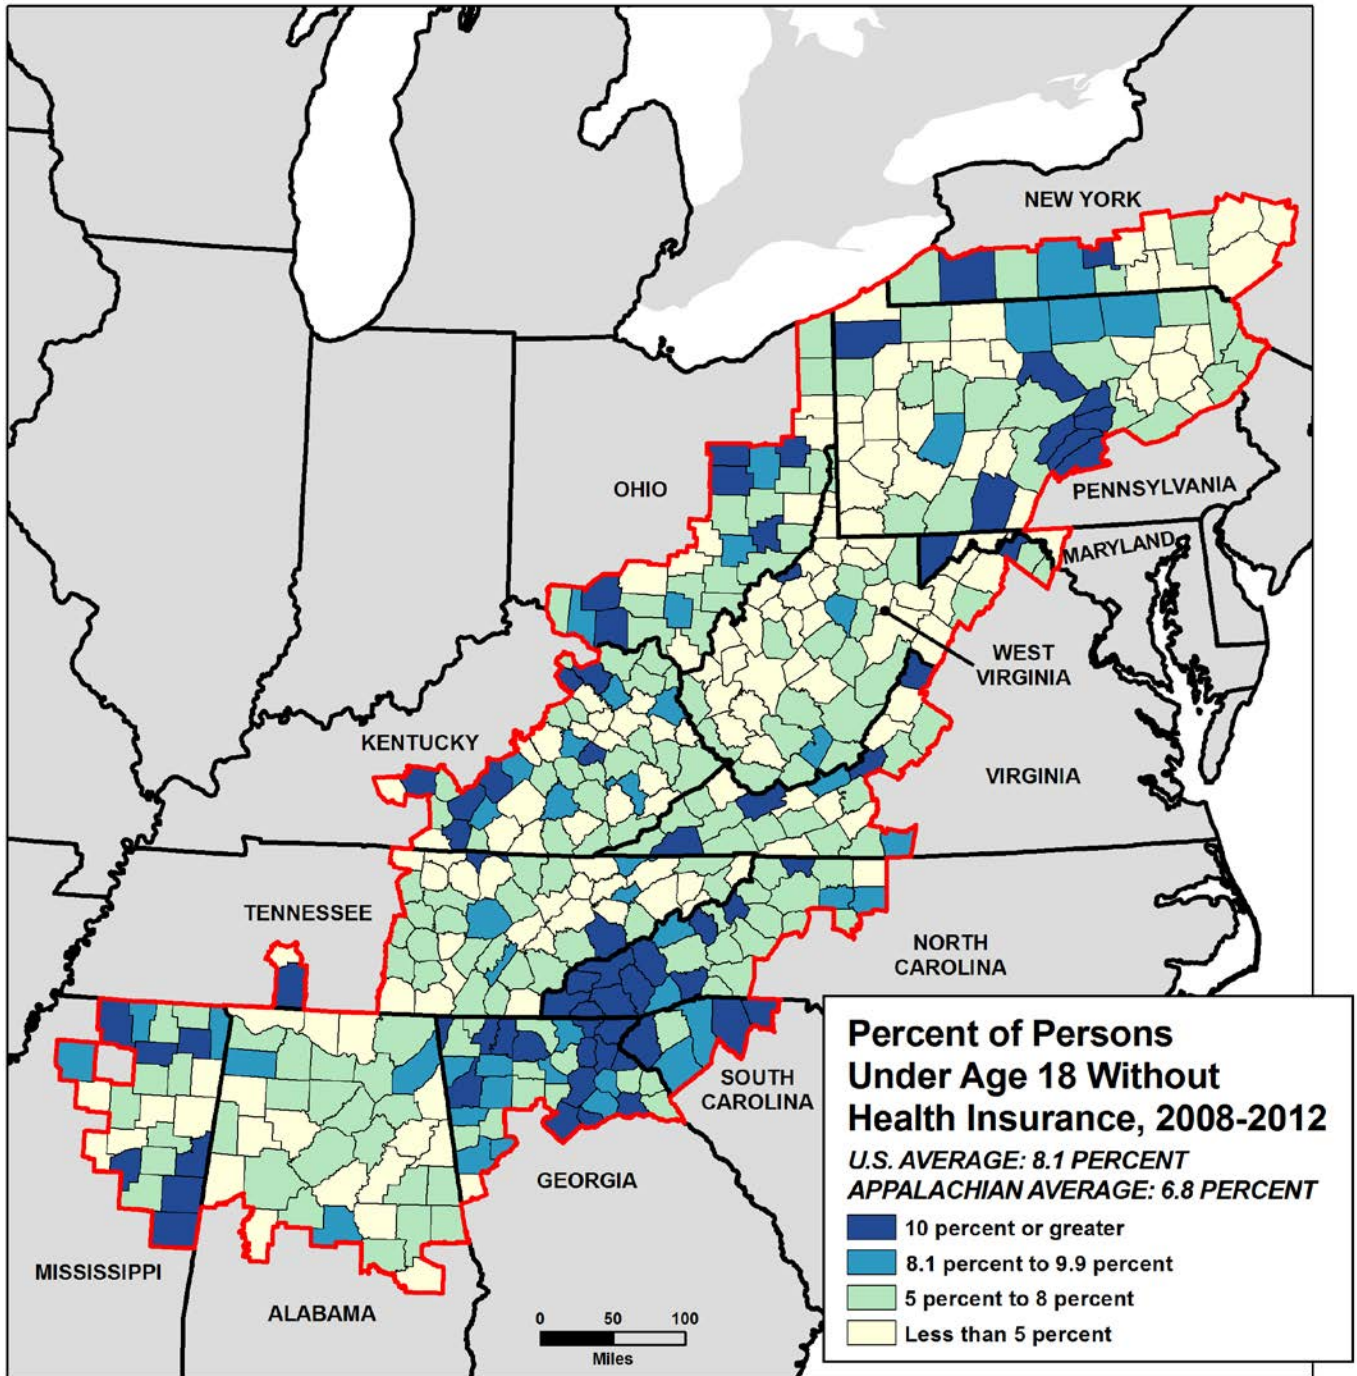 NEW YORK
OHIO
PENNSYLVANIA
MARYLAND
WEST
VIRGINIA
KENTUCKY
VIRGINIA
TENNESSEE
NORTH
CAROLINA
SOUTH
CAROLINA
GEORGIA
MISSISSIPPI
ALABAMA
0 50 100
Miles
Percent of Persons
Under Age 18 Without
Health Insurance, 2008-2012
U.S. AVERAGE: 8.1 PERCENT
APPALACHIAN AVERAGE: 6.8 PERCENT
10 percent or greater
8.1 percent to 9.9 percent
5 percent to 8 percent
Less than 5 percent